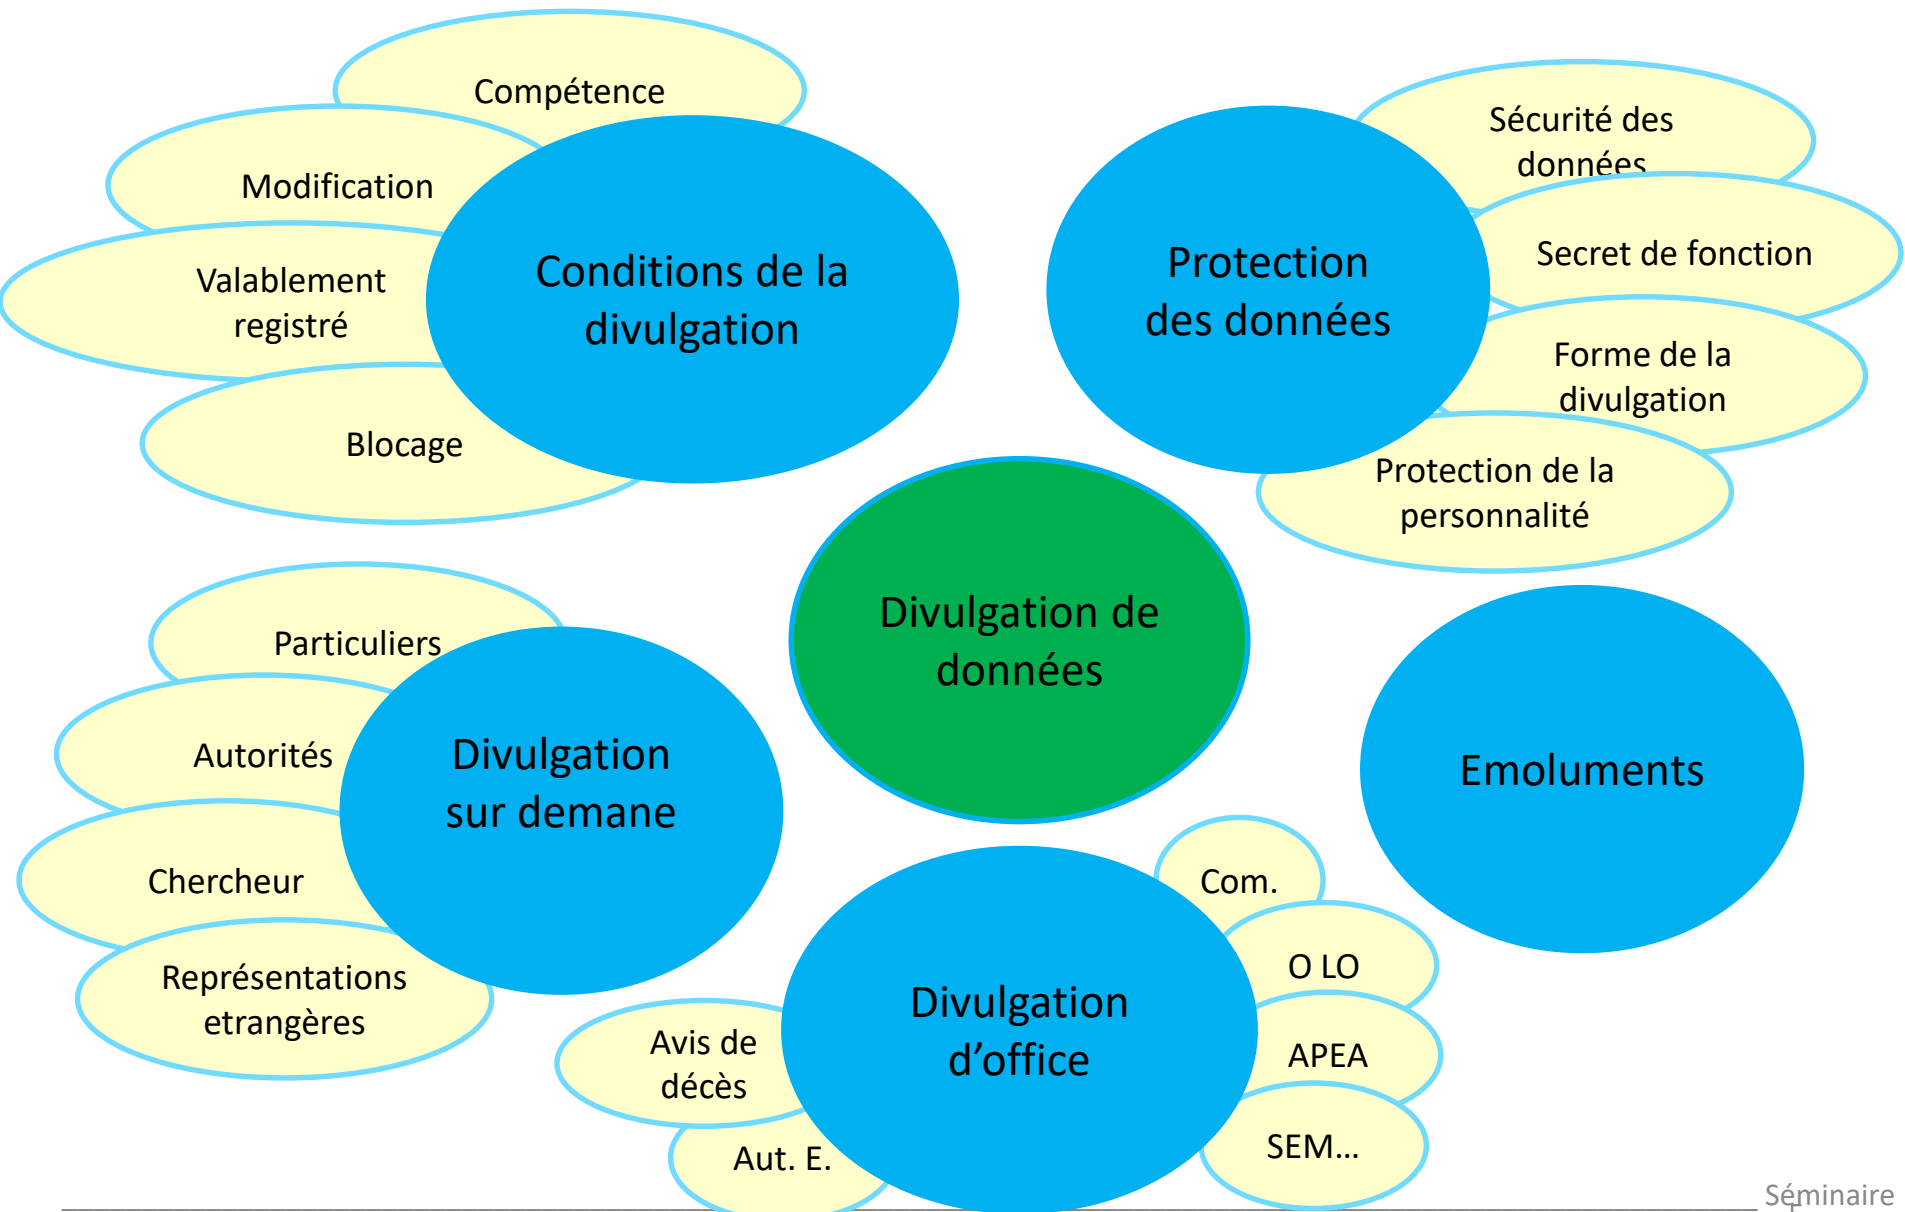 Compétence
Modification
Valablement
registré
Blocage
Conditions de la
divulgation
Protection
des données
Sécurité des
données
Secret de fonction
Forme de la
divulgation
Protection de la
personnalité
Divulgation de
données
Particuliers
Autorités
Chercheur
Représentations
etrangères
Divulgation
sur demane
Emoluments
Divulgation
d’office
Com.
O LO
APEA
SEM…
Avis de
décès
Aut. E.
Séminaire